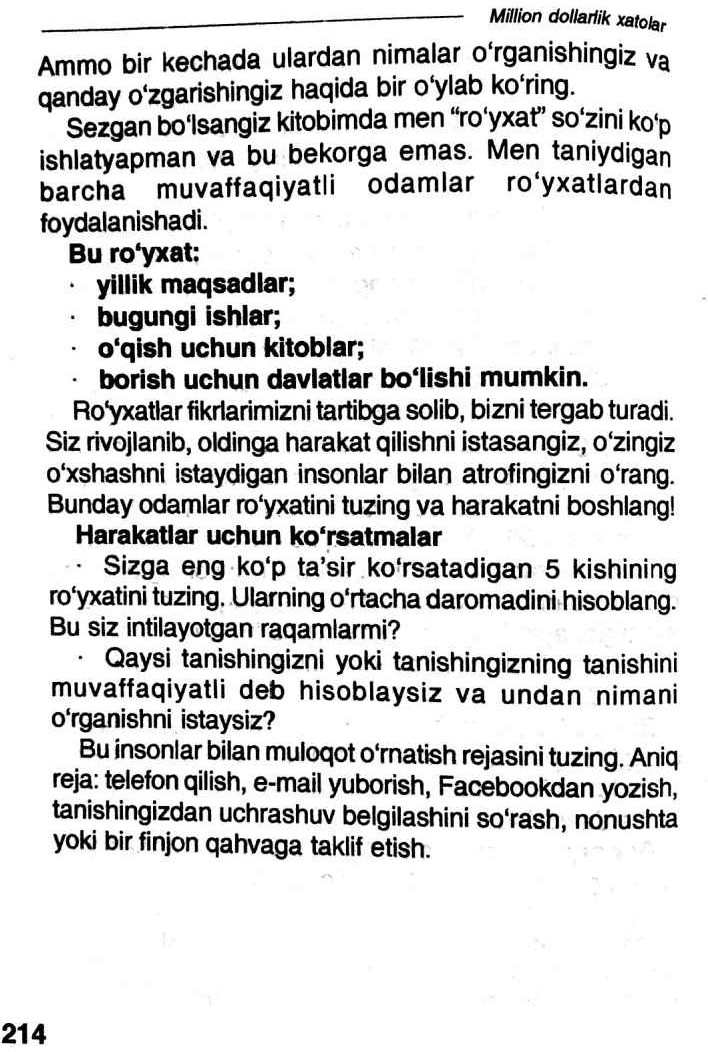 Million dollarlik xatolar
Ammo bir kechada ulardan nimalar o‘rganishingiz va
qanday o‘zgarishingiz haqida bir o‘ylab ko‘ring.
Sezgan bo‘lsangiz kitobimda men “ro‘yxat” so‘zini ko‘p
ishlatyapman va bu bekorga emas. Men taniydigan
barcha muvaffaqiyatli odamlar ro‘yxatlardan
foydalanishadi.
Bu ro‘yxat:
· yillik maqsadlar;
· bugungi ishlar;
· o‘qish uchun kitoblar;
· borish uchun davlatlar bo‘lishi mumkin.
Ro‘yxatlar fikrlarimizni tartibga solib, bizni tergab turadi.
Siz rivojlanib, oldinga harakat qilishni istasangiz, o‘zingiz
o‘xshashni istaydigan insonlar bilan atrofingizni o‘rang.
Bunday odamlar ro‘yxatini tuzing va harakatni boshlang!
Harakatlar uchun ko‘rsatmalar
· Sizga eng ko‘p ta’sir ko‘rsatadigan 5 kishining
ro‘yxatini tuzing. Ularning o‘rtacha daromadini hisoblang.
Bu siz intilayotgan raqamlarmi?
· Qaysi tanishingizni yoki tanishingizning tanishini
muvaffaqiyatli deb hisoblaysiz va undan nimani
o‘rganishni istaysiz?
Bu insonlar bilan muloqot o‘rnatish rejasini tuzing. Aniq
reja: telefon qilish, e-mail yuborish, Facebookdan yozish,
tanishingizdan uchrashuv belgilashini so‘rash, nonushta
yoki bir finjon qahvaga taklif etish.
214